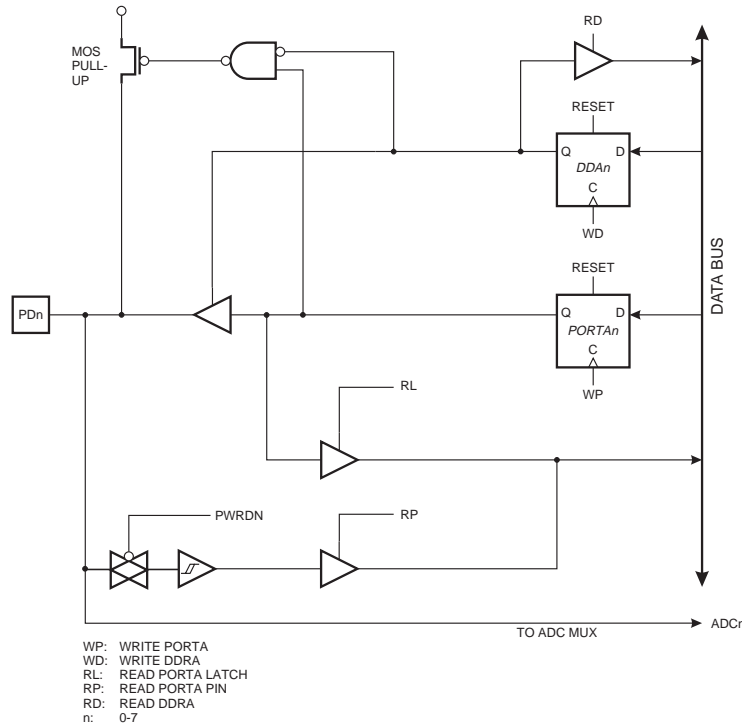 RD
MOS
PULL-
UP
RESET
Q D
DDAn
C
WD
DATA BUS
RESET
PDn
Q D
PORTAn
C
WP
RL
PWRDN
RP
TO ADC MUX
ADCn
WP: WRITE PORTA
WD: WRITE DDRA
RL: READ PORTA LATCH
RP: READ PORTA PIN
RD: READ DDRA
n: 0-7